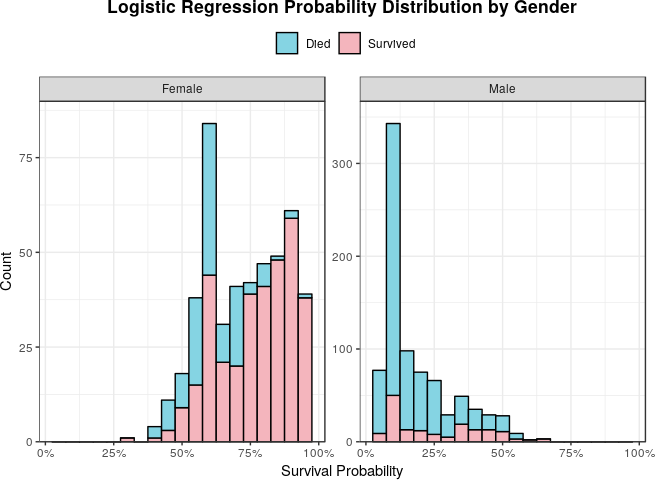 Logistic Regression Probability Distribution by Gender
Died Survived
Female Male
Count
75
50
25
0
300
200
100
0
0% 25% 50% 75% 100% 0% 25% 50% 75% 100%
Survival Probability